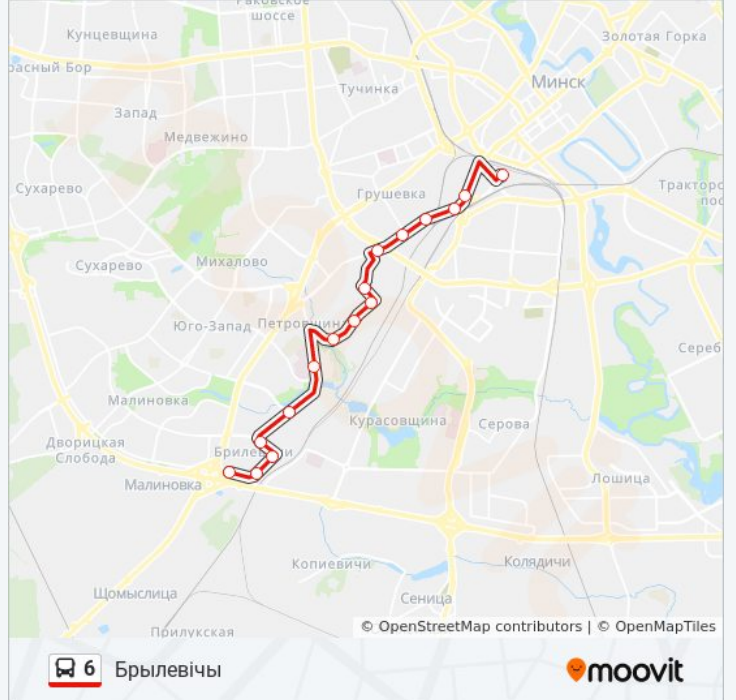 Раковское
шоссе
Кунцевщина
Золотая Горка
расный Бор
Минск
Тучинка
Запад
Медвежино
Сухарево
Грушевка
Тракторо
пос
Сухарево
Михалово
Юго-Запад
Петровщина
Сереб
Малиновка
Курасовщина
Серова
Дворицкая
Слобода
Брилевичи
Малиновка
Лошица
Копиевичи
Колядичи
Щомыслица
Сеница
Прилукская
© OpenStreetMap contributors | © OpenMapTiles
6 Брылевічы
moovit